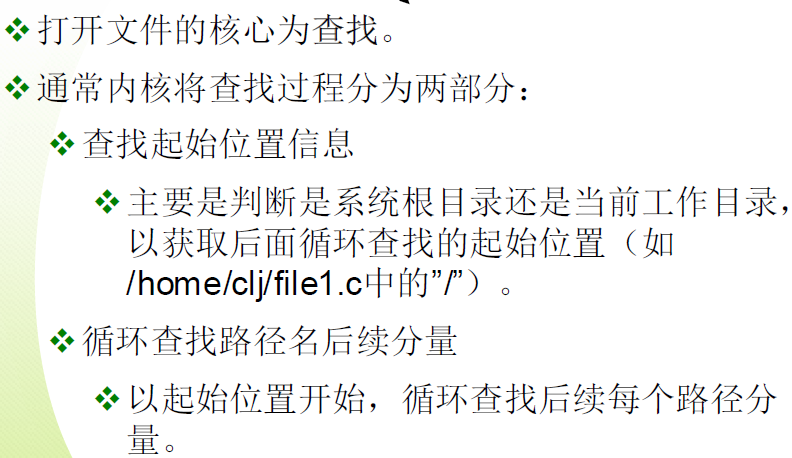 打开文件的核心为查找。
通常内核将查找过程分为两部分：
查找起始位置信息
主要是判断是系统根目录还是当前工作目录，
以获取后面循环查找的起始位置（如
/home/clj/file1.c中的”/”）。
循环查找路径名后续分量
以起始位置开始，循环查找后续每个路径分
量。